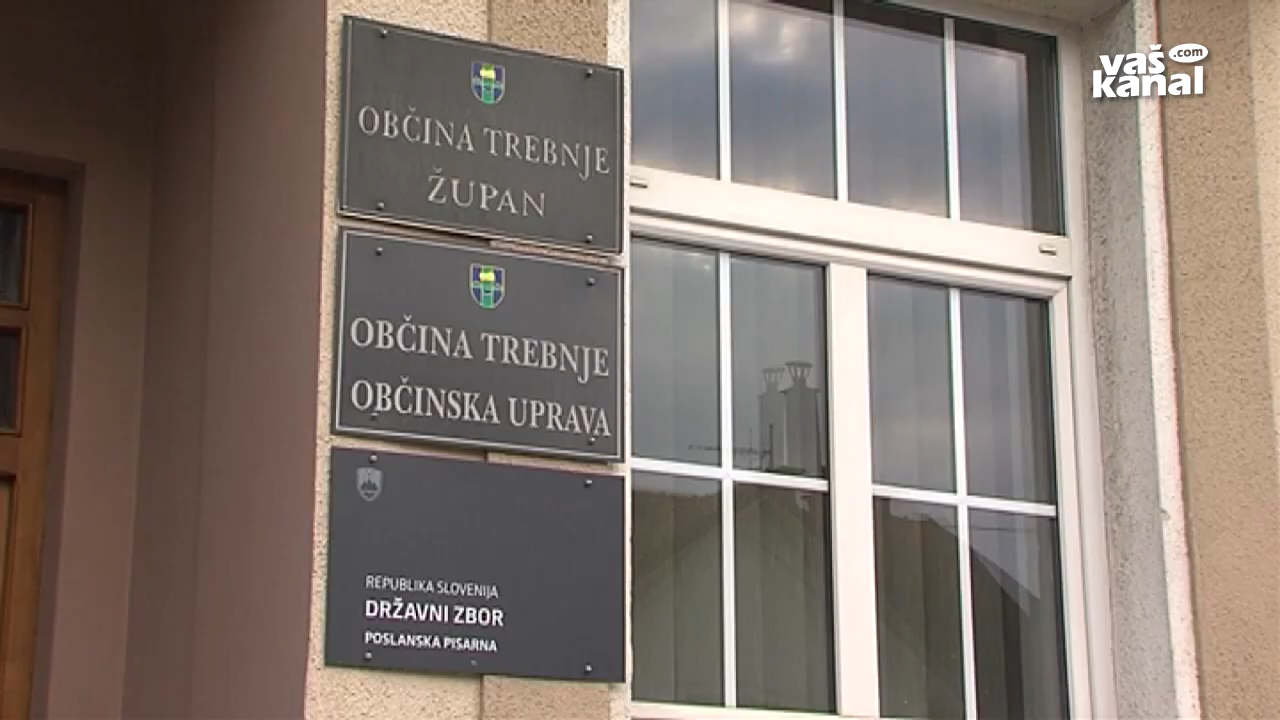 OBČINA TREBNJE
ŽUPAN
OBČINA TREBNJE
OBČINSKA UPRAVA
REPUBLIKA SLOVENIJA
DRŽAVNI ZBOR
POSLANSKA PISARNA
vaš .com
kanal